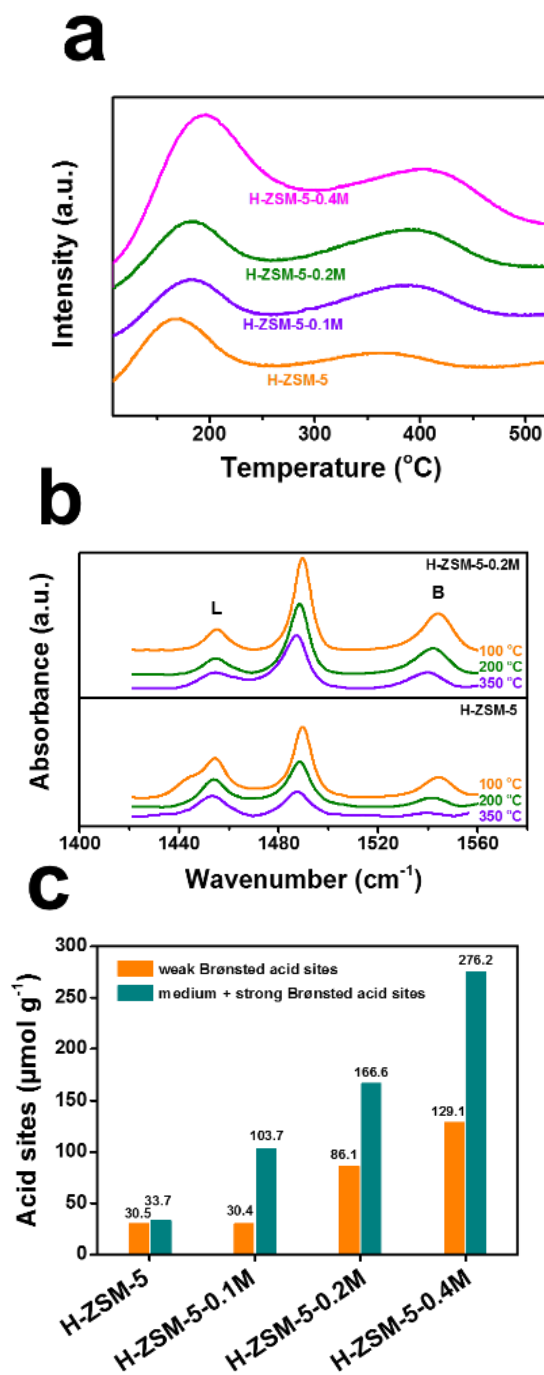 a
Intensity (a.u.)
H-ZSM-5-0.4M
H-ZSM-5-0.2M
H-ZSM-5-0.1M
H-ZSM-5
200 300 400 500
Temperature (°C)
b
Absorbance (a.u.)
H-ZSM-5-0.2M
L B
100 °C
200 °C
350 °C
H-ZSM-5
100 °C
200 °C
350 °C
1400 1440 1480 1520 1560
Wavenumber (cm-1)
c
Acid sites (μmol g-1)
300
250
200
150
100
50
0
weak Brønsted acid sites
medium + strong Brønsted acid sites
30.5
33.7
30.4
103.7
86.1
166.6
129.1
276.2
H-ZSM-5
H-ZSM-5-0.1M
H-ZSM-5-0.2M
H-ZSM-5-0.4M